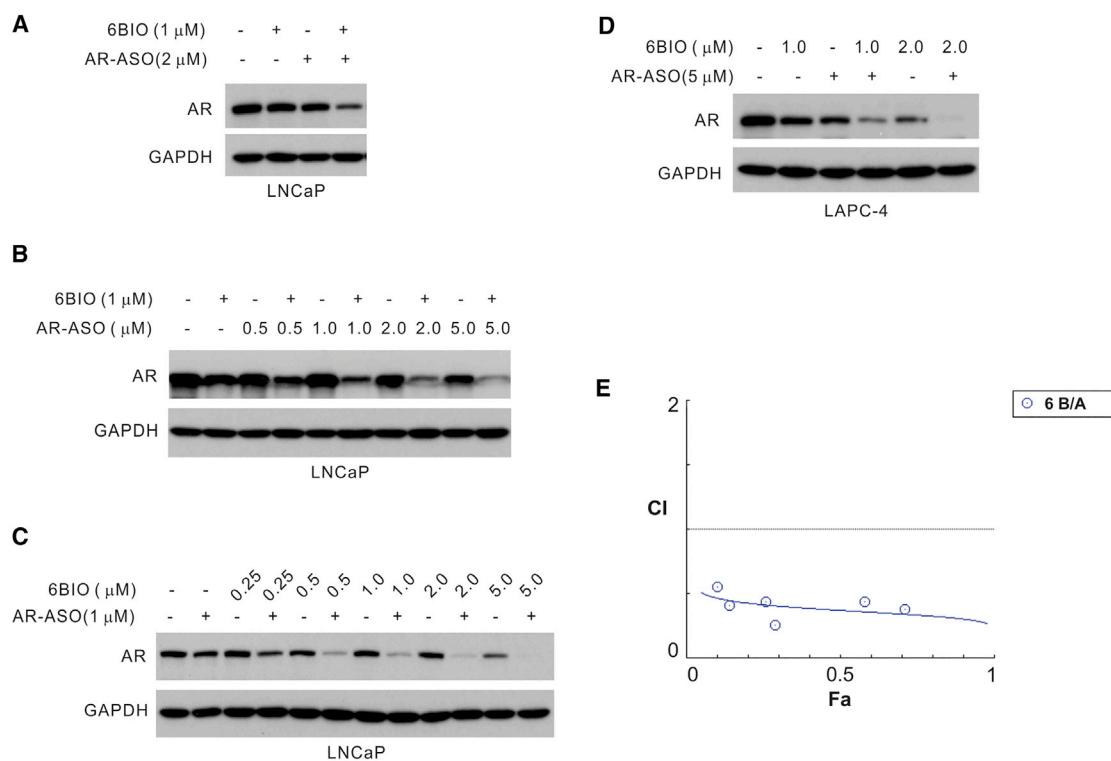 A
6BIO (1 μM) - + - +
AR-ASO(2 μM) - - + +
AR
GAPDH
LNCaP
B
6BIO (1 μM) - + - + - + - + - +
AR-ASO ( μM) - - 0.5 0.5 1.0 1.0 2.0 2.0 5.0 5.0
AR
GAPDH
LNCaP
C
6BIO ( μM) - - 0.25 0.25 0.5 0.5 1.0 1.0 2.0 2.0 5.0 5.0
AR-ASO(1 μM) - + - + - + - + - + - +
AR
GAPDH
LNCaP
D
6BIO ( μM) - 1.0 - 1.0 2.0 2.0
AR-ASO(5 μM) - - + + - +
AR
GAPDH
LAPC-4
E
6 B/A
2
CI
0
0 0.5 1
Fa